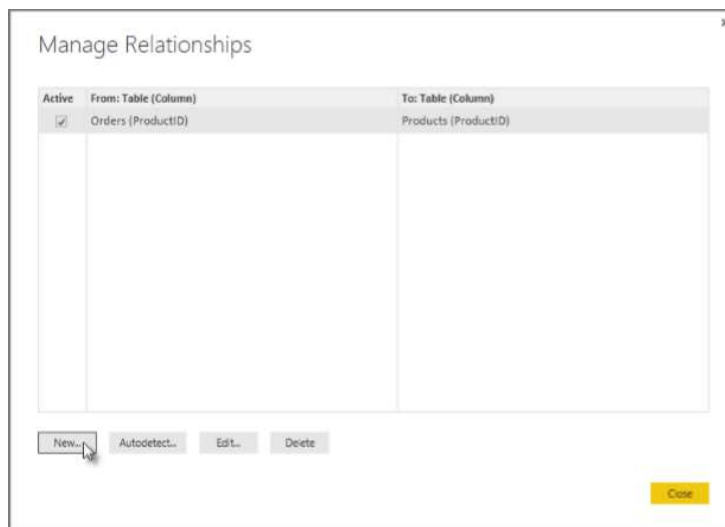 Manage Relationships
Active From: Table (Column) To: Table (Column)
Orders (ProductID) Products (ProductID)
New... Autodetect... Edit... Delete
Close